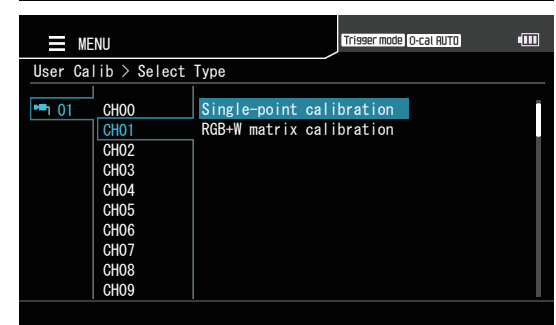 MENU
Trigger mode 0-cal AUTO
User Calib > Select Type
01 CH00 Single-point calibration
CH01 RGB+W matrix calibration
CH02
CH03
CH04
CH05
CH06
CH07
CH08
CH09